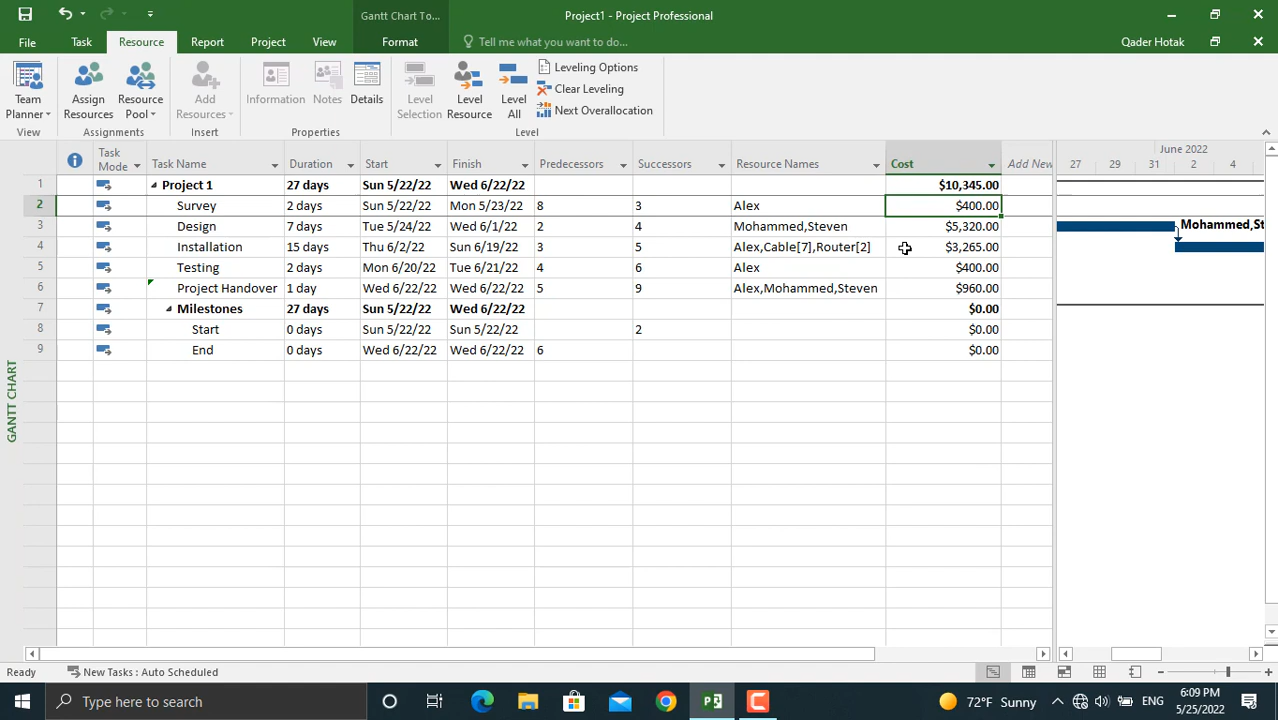 Gantt Chart To...
Project1 - Project Professional
File
Task
Resource
Report
Project
View
Format
Tell me what you want to do...
Qader Hotak
Team Planner
Assign Resources
Resource Pool
Add Resources
Information
Notes
Details
Level Selection
Level Resource
Level All
Leveling Options
Clear Leveling
Next Overallocation
View
Assignments
Insert
Properties
Level
Task Mode
Task Name
Duration
Start
Finish
Predecessors
Successors
Resource Names
Cost
Add New
June 2022
27 29 31 2 4
1 Project 1 27 days Sun 5/22/22 Wed 6/22/22 $10,345.00
2 Survey 2 days Sun 5/22/22 Mon 5/23/22 8 3 Alex $400.00
3 Design 7 days Tue 5/24/22 Wed 6/1/22 2 4 Mohammed,Steven $5,320.00 Mohammed,St
4 Installation 15 days Thu 6/2/22 Sun 6/19/22 3 5 Alex,Cable[7],Router[2] $3,265.00
5 Testing 2 days Mon 6/20/22 Tue 6/21/22 4 6 Alex $400.00
6 Project Handover 1 day Wed 6/22/22 Wed 6/22/22 5 9 Alex,Mohammed,Steven $960.00
7 Milestones 27 days Sun 5/22/22 Wed 6/22/22 $0.00
8 Start 0 days Sun 5/22/22 Sun 5/22/22 2 $0.00
9 End 0 days Wed 6/22/22 Wed 6/22/22 6 $0.00
GANTT CHART
Ready
New Tasks : Auto Scheduled
Type here to search
72°F Sunny
ENG
6:09 PM
5/25/2022